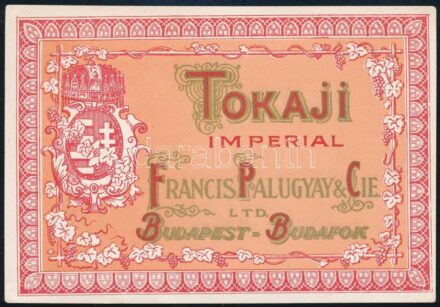 TOKAJI
IMPERIAL
FRANCIS PALUGYAY & CIE
LTD
BUDAPEST = BUDAFOK